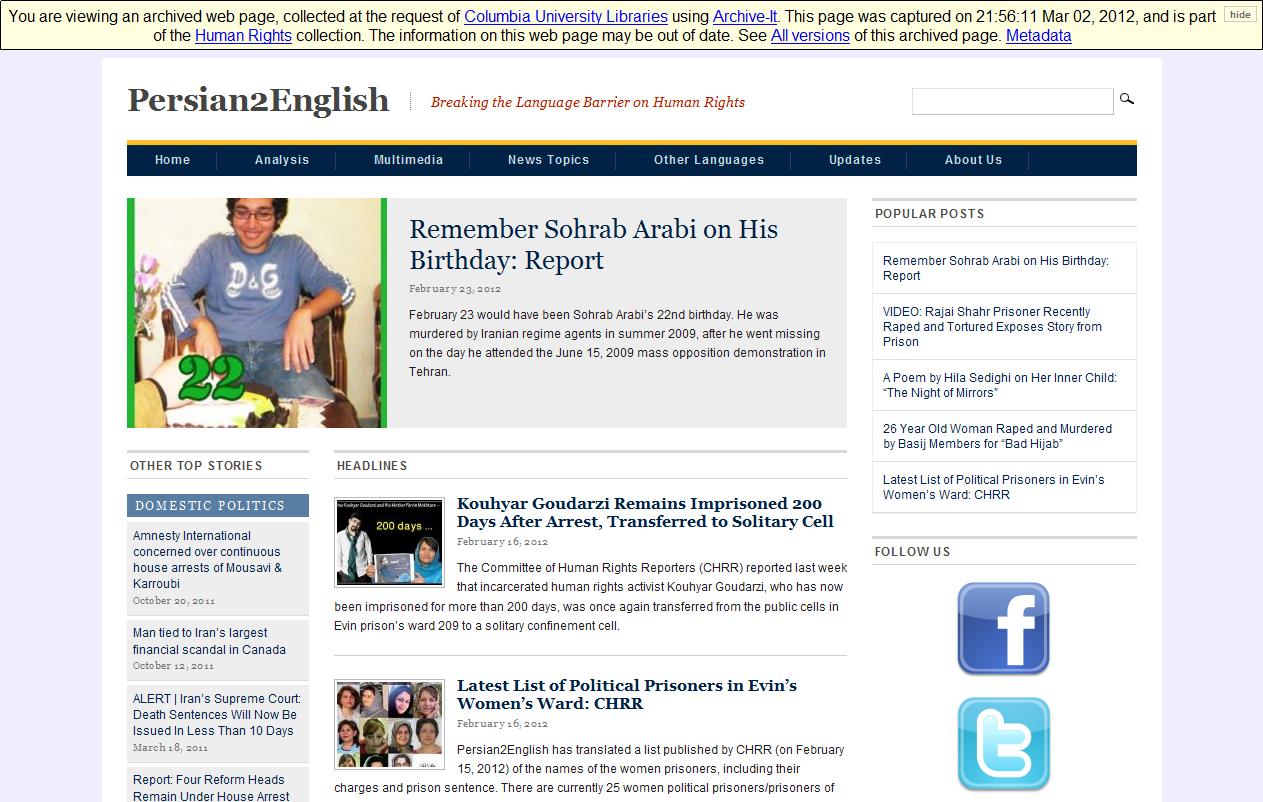 You are viewing an archived web page, collected at the request of Columbia University Libraries using Archive-It. This page was captured on 21:56:11 Mar 02, 2012, and is part
of the Human Rights collection. The information on this web page may be out of date. See All versions of this archived page. Metadata
hide
Persian2English
Breaking the Language Barrier on Human Rights
Home
Analysis
Multimedia
News Topics
Other Languages
Updates
About Us
D&G
22
Remember Sohrab Arabi on His
Birthday: Report
February 23, 2012
February 23 would have been Sohrab Arabi's 22nd birthday. He was
murdered by Iranian regime agents in summer 2009, after he went missing
on the day he attended the June 15, 2009 mass opposition demonstration in
Tehran.
OTHER TOP STORIES
DOMESTIC POLITICS
Amnesty International
concerned over continuous
house arrests of Mousavi &
Karroubi
October 20, 2011
Man tied to Iran's largest
financial scandal in Canada
October 12, 2011
ALERT | Iran's Supreme Court:
Death Sentences Will Now Be
Issued In Less Than 10 Days
March 18, 2011
Report: Four Reform Heads
Remain Under House Arrest
HEADLINES
Kouhyar Goudarzi and His Mother Parvin Mokhtare
200 days ...
Kouhyar Goudarzi Remains Imprisoned 200
Days After Arrest, Transferred to Solitary Cell
February 16, 2012
The Committee of Human Rights Reporters (CHRR) reported last week
that incarcerated human rights activist Kouhyar Goudarzi, who has now
been imprisoned for more than 200 days, was once again transferred from the public cells in
Evin prison's ward 209 to a solitary confinement cell.
Latest List of Political Prisoners in Evin's
Women's Ward: CHRR
February 16, 2012
Persian2English has translated a list published by CHRR (on February
15, 2012) of the names of the women prisoners, including their
charges and prison sentence. There are currently 25 women political prisoners/prisoners of
POPULAR POSTS
Remember Sohrab Arabi on His Birthday:
Report
VIDEO: Rajai Shahr Prisoner Recently
Raped and Tortured Exposes Story from
Prison
A Poem by Hila Sedighi on Her Inner Child:
“The Night of Mirrors”
26 Year Old Woman Raped and Murdered
by Basij Members for “Bad Hijab”
Latest List of Political Prisoners in Evin's
Women's Ward: CHRR
FOLLOW US
f
t